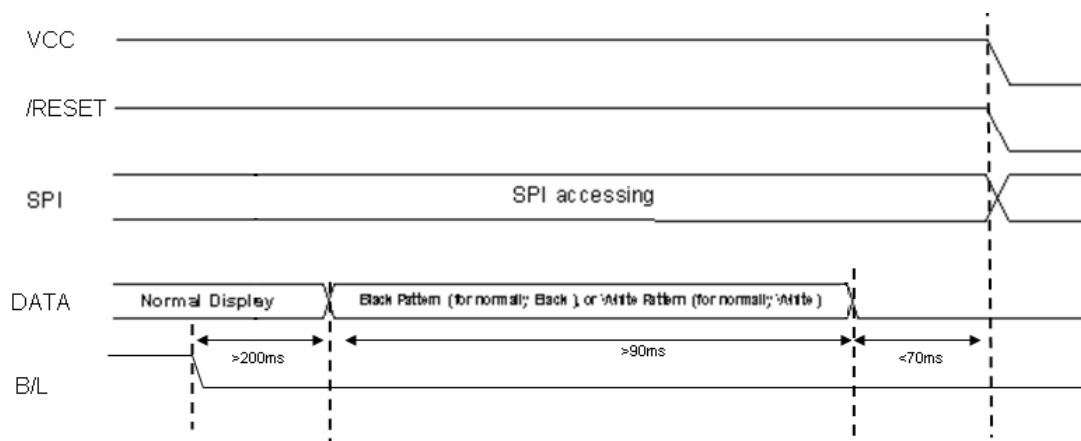 VCC
/RESET
SPI
SPI accessing
DATA
Normal Display
Black Pattern (for normally Black), or White Pattern (for normally White)
>200ms
>90ms
<70ms
B/L